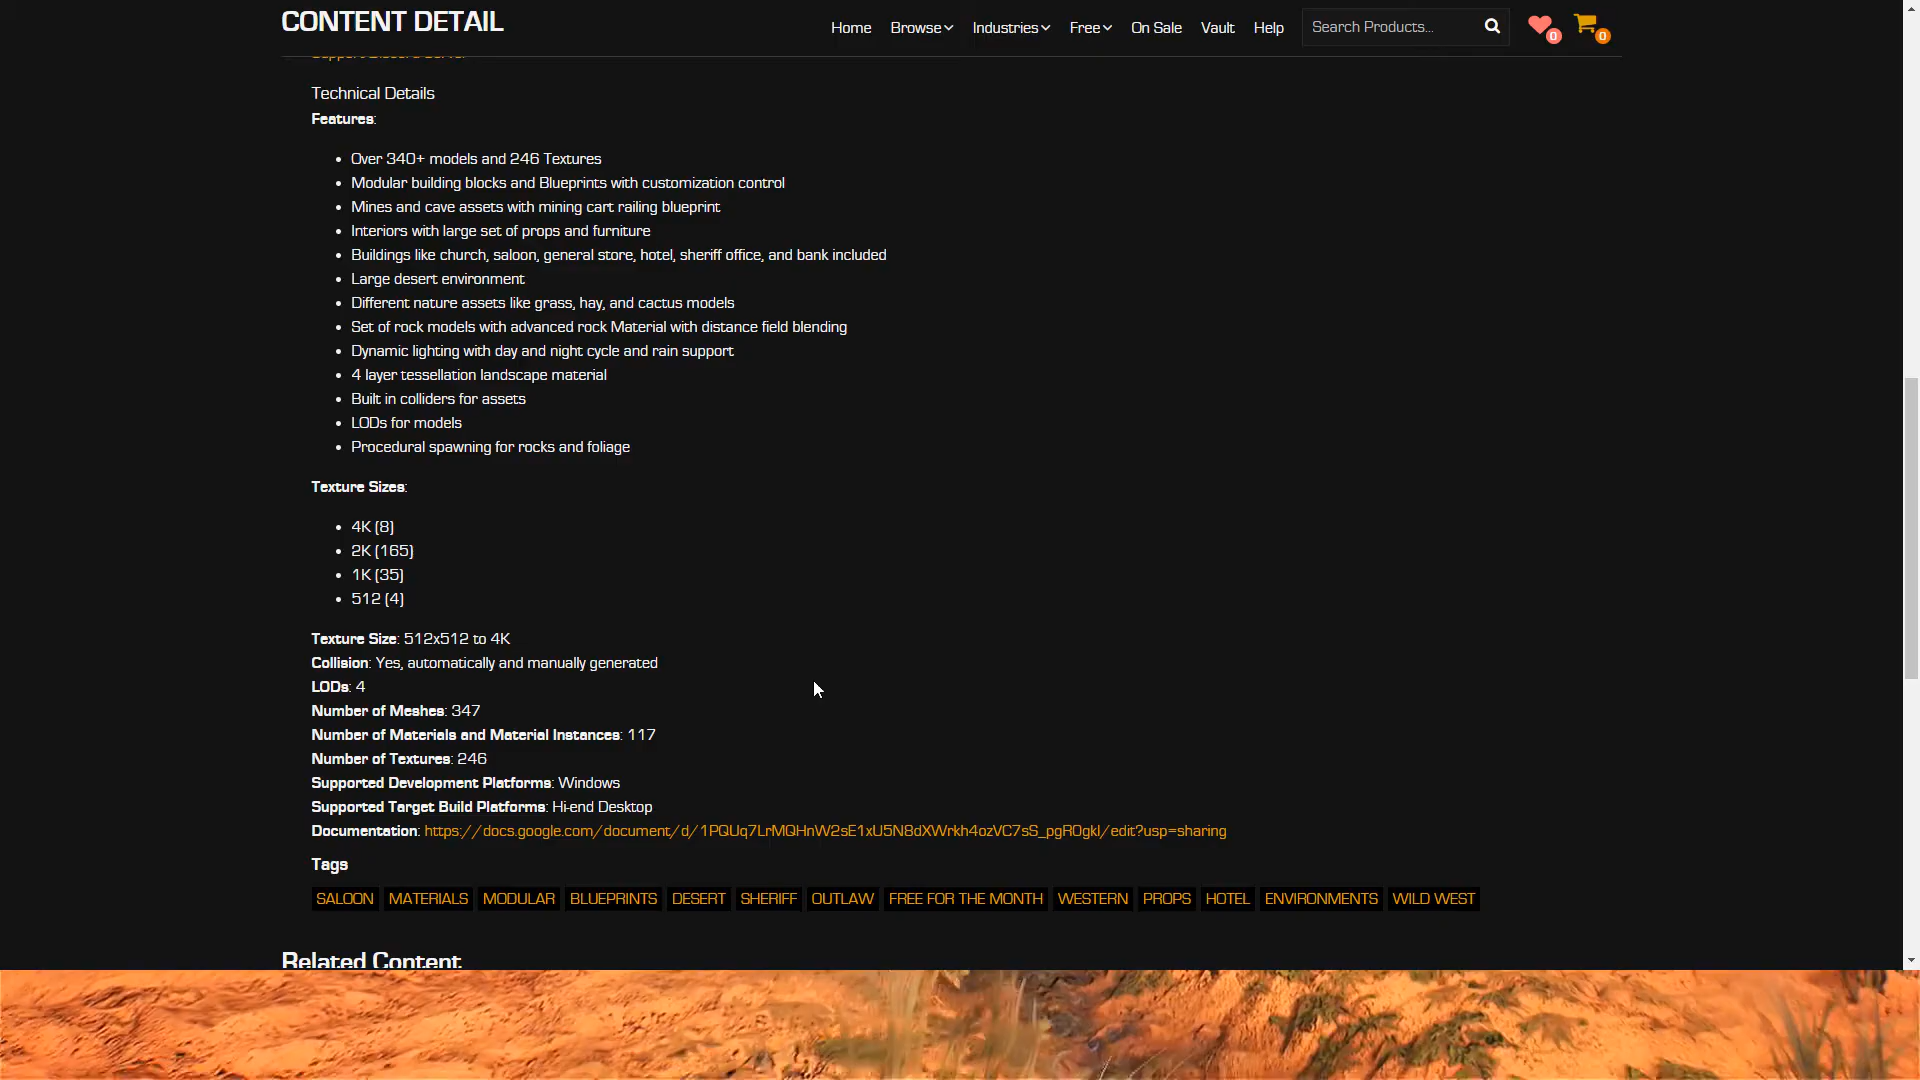 CONTENT DETAIL
Home Browse Industries Free On Sale Vault Help Search Products... 0 0
Support Discord Server
Technical Details
Features:
Over 340+ models and 246 Textures
Modular building blocks and Blueprints with customization control
Mines and cave assets with mining cart railing blueprint
Interiors with large set of props and furniture
Buildings like church, saloon, general store, hotel, sheriff office, and bank included
Large desert environment
Different nature assets like grass, hay, and cactus models
Set of rock models with advanced rock Material with distance field blending
Dynamic lighting with day and night cycle and rain support
4 layer tessellation landscape material
Built in colliders for assets
LODs for models
Procedural spawning for rocks and foliage
Texture Sizes:
4K (8)
2K (165)
1K (35)
512 (4)
Texture Size: 512x512 to 4K
Collision: Yes, automatically and manually generated
LODs: 4
Number of Meshes: 347
Number of Materials and Material Instances: 117
Number of Textures: 246
Supported Development Platforms: Windows
Supported Target Build Platforms: Hi-end Desktop
Documentation: https://docs.google.com/document/d/1PQUq7LrMQHnW2sE1xU5N8dXWrkh4ozVC7sS_pgR0gkI/edit?usp=sharing
Tags
SALOON MATERIALS MODULAR BLUEPRINTS DESERT SHERIFF OUTLAW FREE FOR THE MONTH WESTERN PROPS HOTEL ENVIRONMENTS WILD WEST
Related Content